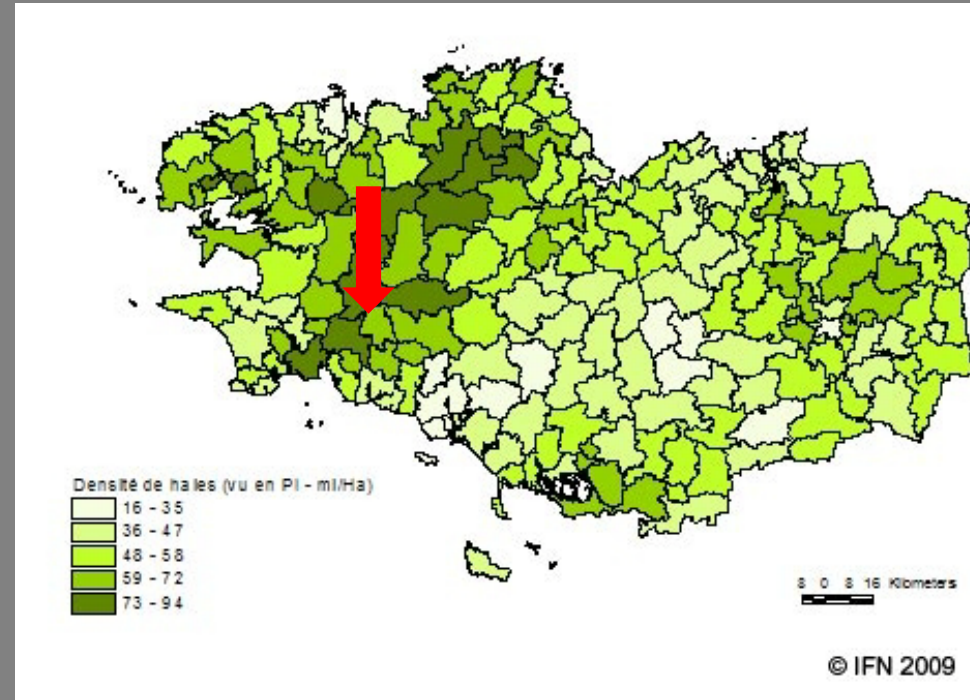 Densité de haies (vu en PI - ml/Ha)
16 - 35
36 - 47
48 - 58
59 - 72
73 - 94
8 0 8 16 Kilometers
© IFN 2009